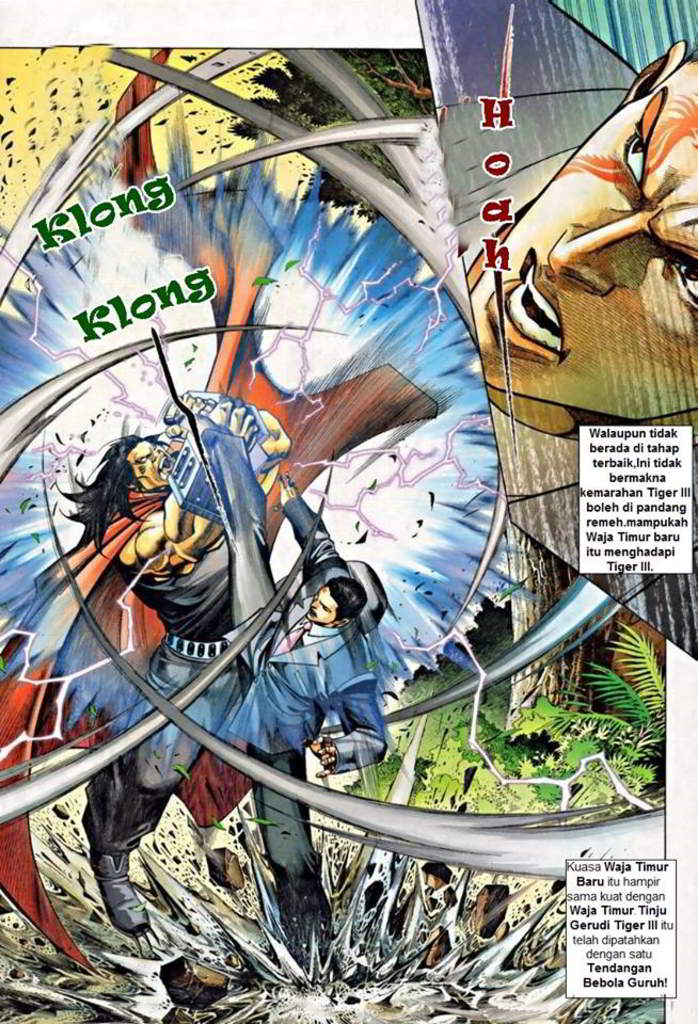 Hoah
Klong
Klong
Walaupun tidak
berada di tahap
terbaik,Ini tidak
bermakna
kemarahan Tiger III
boleh di pandang
remeh.mampukah
Waja Timur baru
itu menghadapi
Tiger III.
Kuasa Waja Timur
Baru itu hampir
sama kuat dengan
Waja Timur. Tinju
Gerudi Tiger III itu
telah dipatahkan
dengan satu
Tendangan
Bebola Guruh!